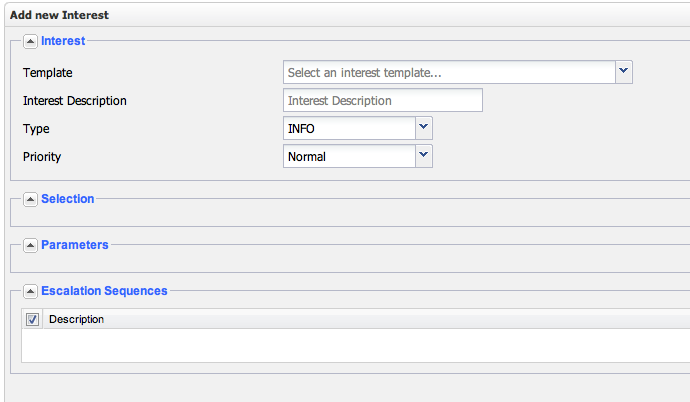 Add new Interest
Interest
Template Select an interest template...
Interest Description Interest Description
Type INFO
Priority Normal
Selection
Parameters
Escalation Sequences
Description